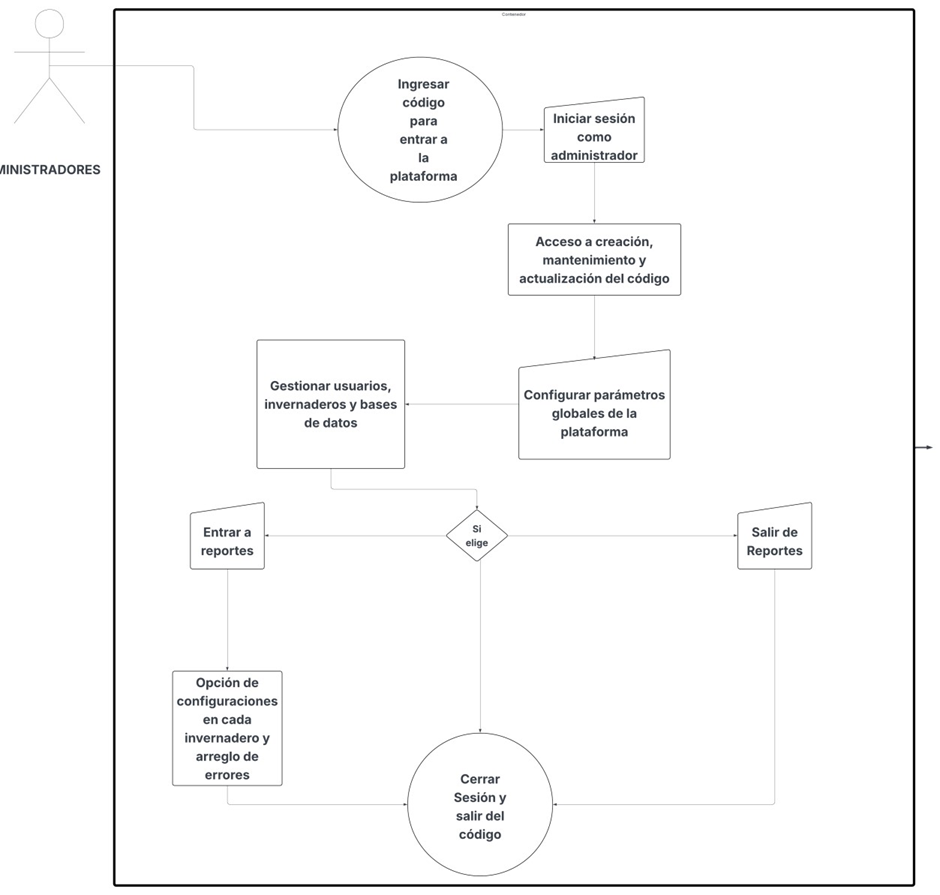 Contenedor
Ingresar
código
para
entrar a
la
plataforma
Iniciar sesión
como
administrador
MINISTRADORES
Acceso a creación,
mantenimiento y
actualización del código
Gestionar usuarios,
invernaderos y bases
de datos
Configurar parámetros
globales de la
plataforma
Entrar a
reportes
Si
elige
Salir de
Reportes
Opción de
configuraciones
en cada
invernadero y
arreglo de
errores
Cerrar
Sesión y
salir del
código